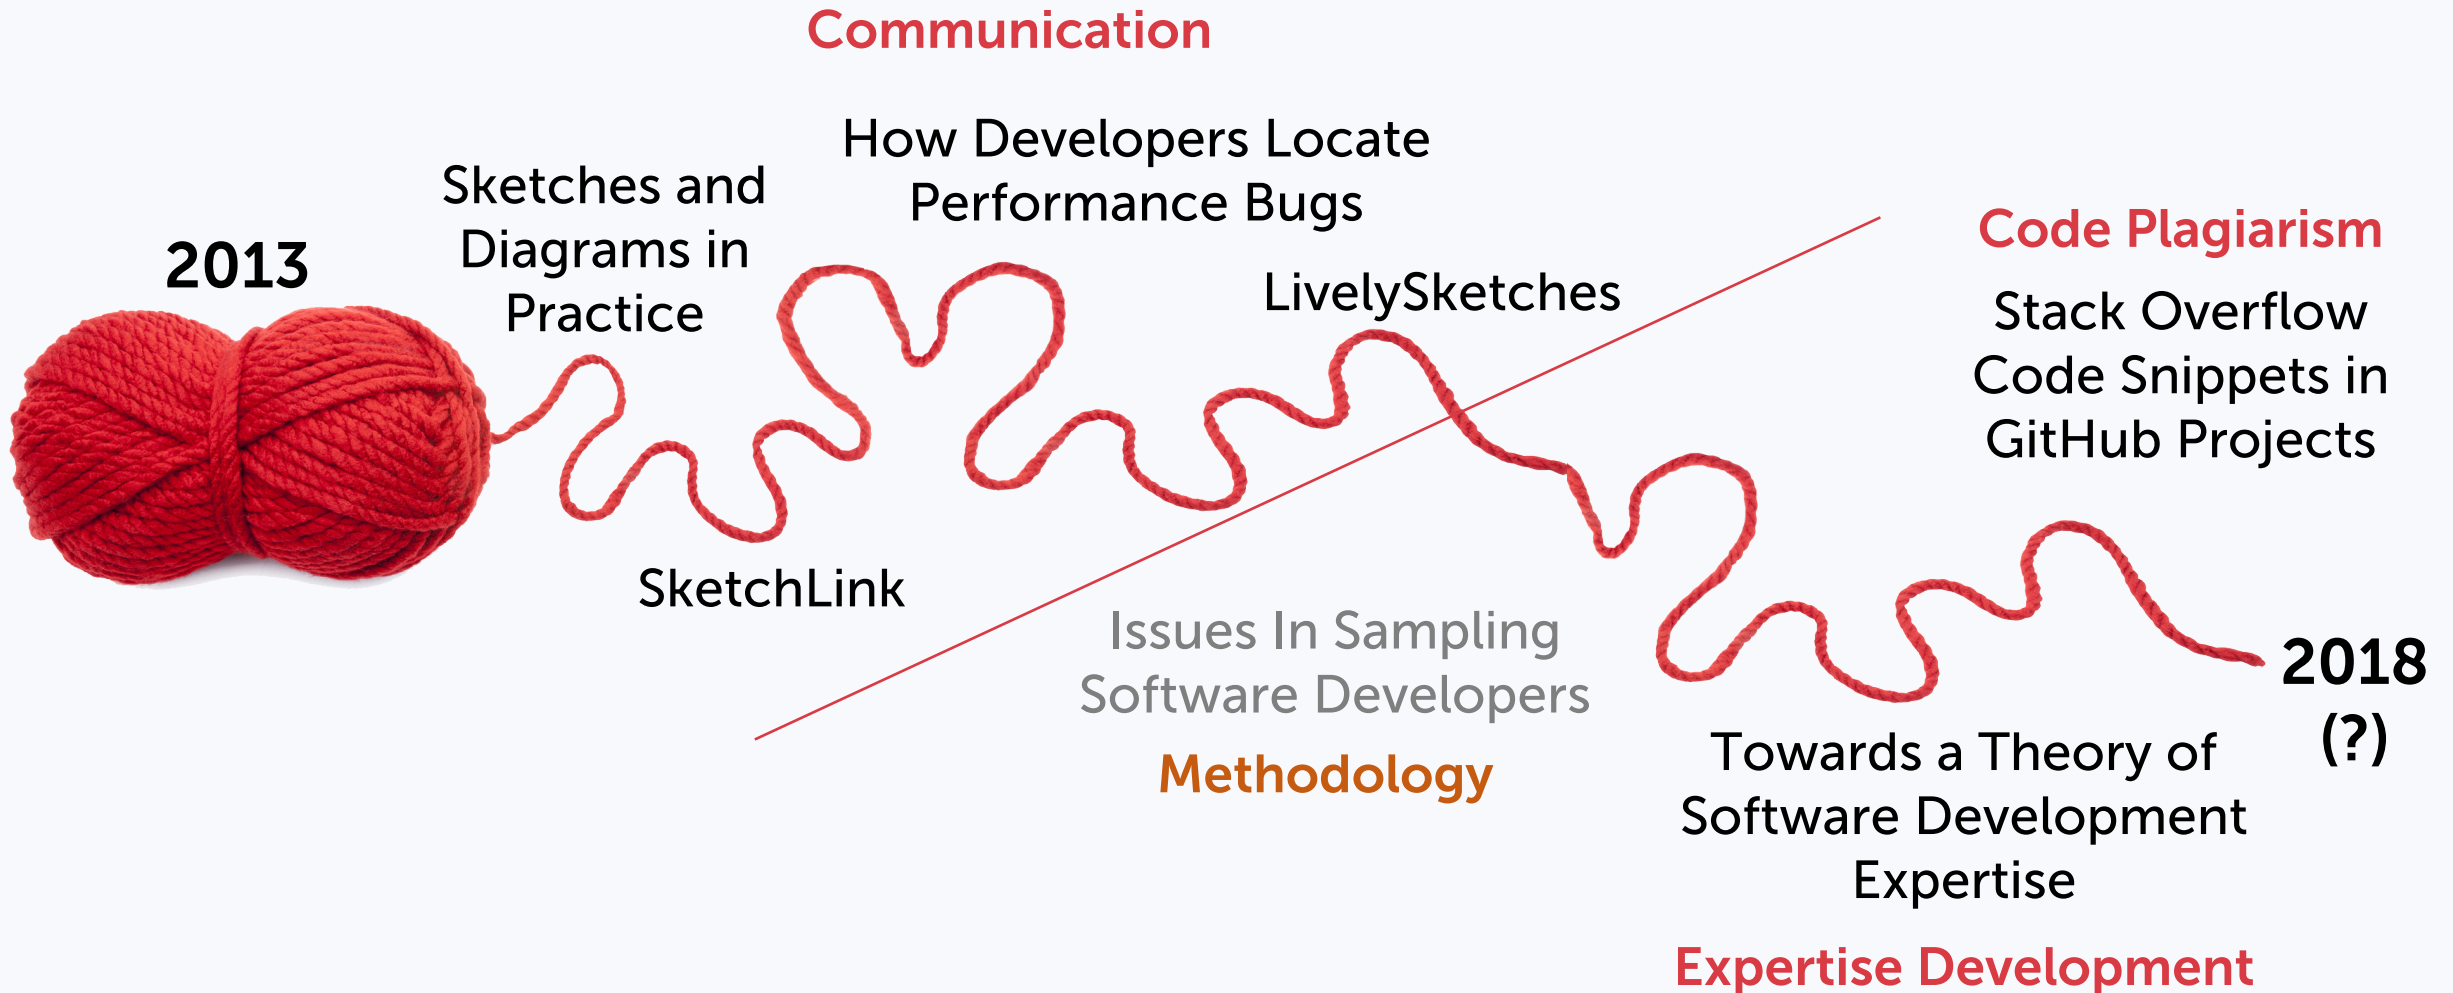 Communication
2013
Sketches and
Diagrams in
Practice
How Developers Locate
Performance Bugs
LivelySketches
SketchLink
Code Plagiarism
Stack Overflow
Code Snippets in
GitHub Projects
Issues In Sampling
Software Developers
Methodology
2018
(?)
Towards a Theory of
Software Development
Expertise
Expertise Development